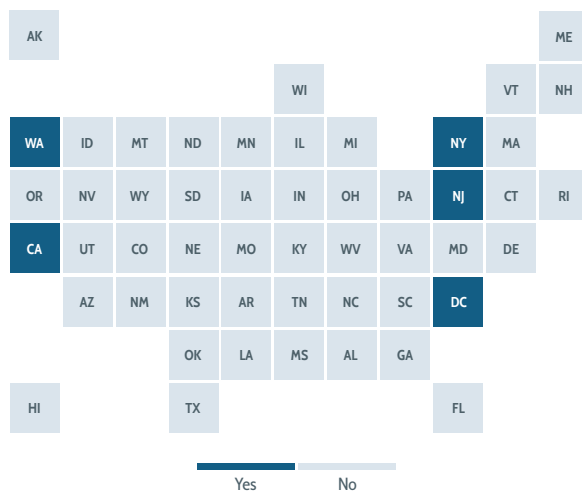 AK ME
WI VT NH
WA ID MT ND MN IL MI NY MA
OR NV WY SD IA IN OH PA NJ CT RI
CA UT CO NE MO KY WV VA MD DE
AZ NM KS AR TN NC SC DC
OK LA MS AL GA
HI TX FL
Yes No